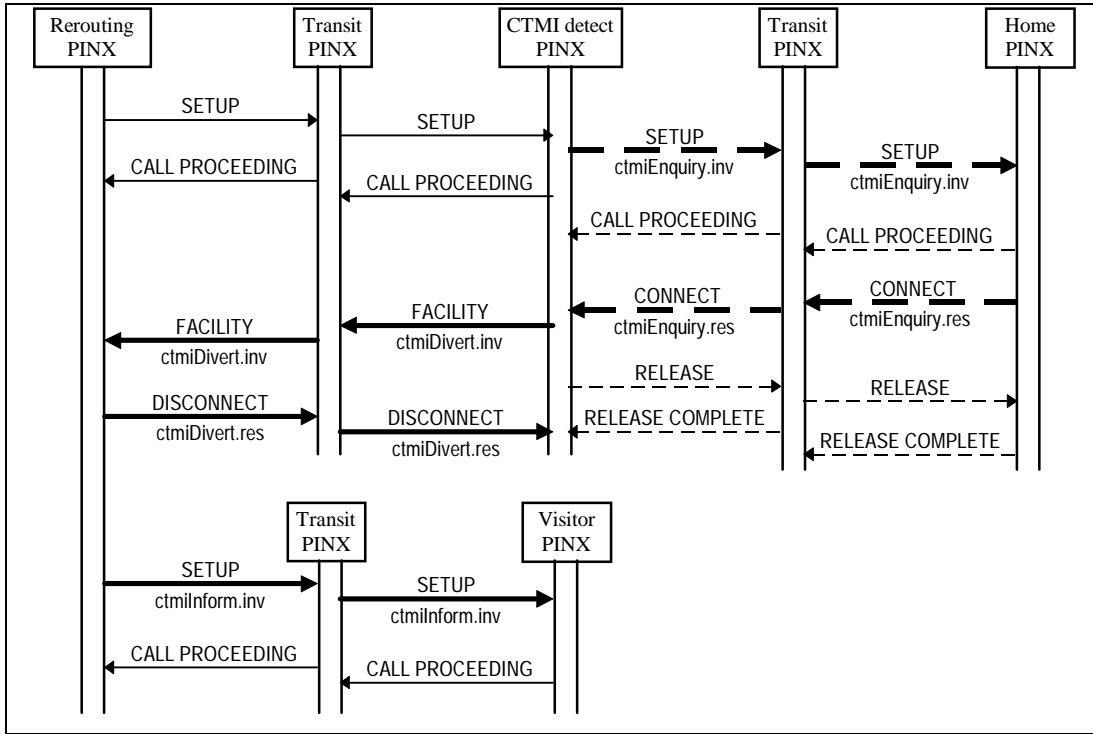 Rerouting
PINX
Transit
PINX
CTMI detect
PINX
Transit
PINX
Home
PINX
SETUP
SETUP
SETUP
ctmiEnquiry.inv
SETUP
ctmiEnquiry.inv
CALL PROCEEDING
CALL PROCEEDING
CALL PROCEEDING
CALL PROCEEDING
CONNECT
ctmiEnquiry.res
CONNECT
ctmiEnquiry.res
FACILITY
ctmiDivert.inv
FACILITY
ctmiDivert.inv
RELEASE
RELEASE
DISCONNECT
ctmiDivert.res
DISCONNECT
ctmiDivert.res
RELEASE COMPLETE
RELEASE COMPLETE
Transit
PINX
Visitor
PINX
SETUP
ctmiInform.inv
SETUP
ctmiInform.inv
CALL PROCEEDING
CALL PROCEEDING